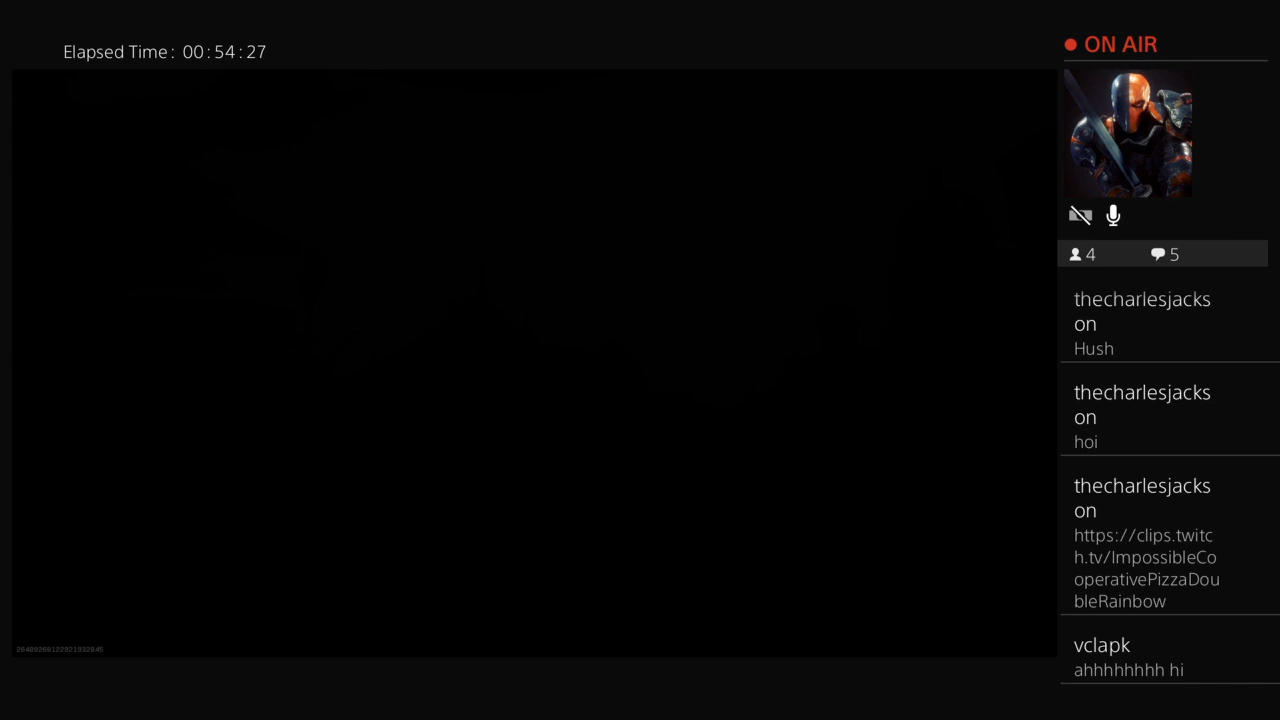 Elapsed Time: 00:54:27
ON AIR
4
5
thecharlesjacks
on
Hush
thecharlesjacks
on
hoi
thecharlesjacks
on
https://clips.twitc
h.tv/ImpossibleCo
operativePizzaDou
bleRainbow
vclapk
ahhhhhhhh hi